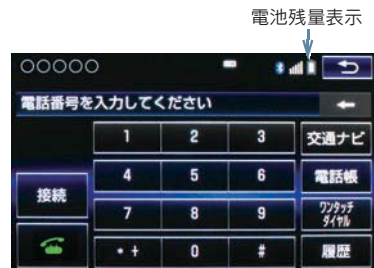 電池残量表示
○○○○○
電話番号を入力してください
1 2 3 交通ナビ
4 5 6 電話帳
接続
7 8 9 ワンタッチ
ダイヤル
* + 0 # 履歴